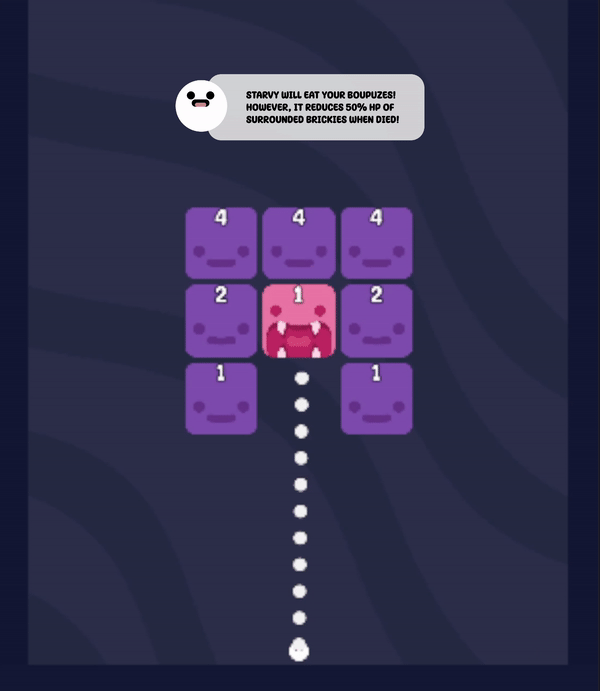 STARVY WILL EAT YOUR BOUPUZES!
HOWEVER, IT REDUCES 50% HP OF
SURROUNDED BRICKIES WHEN DIED!
4 4 4
2 1 2
1 1